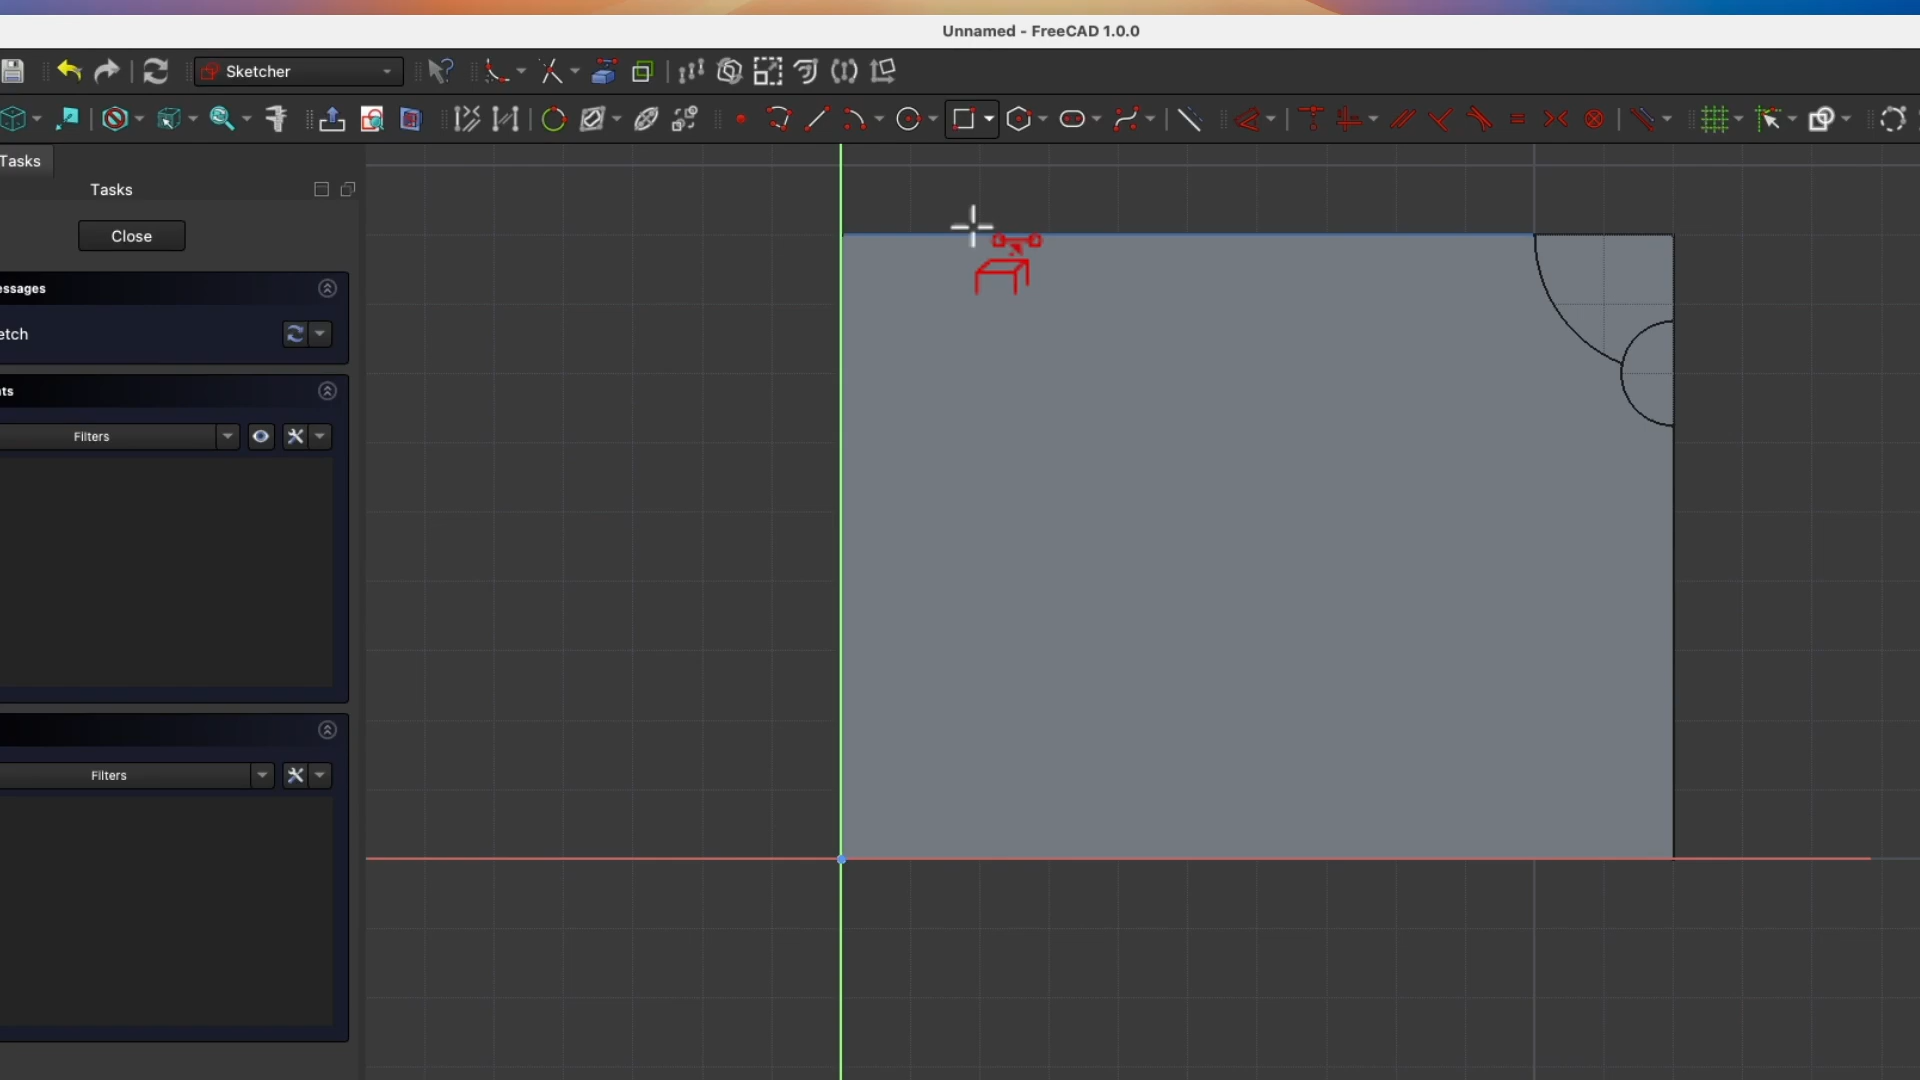 Unnamed - FreeCAD 1.0.0
Sketcher
Tasks
Tasks
Close
essages
etch
ts
Filters
Filters